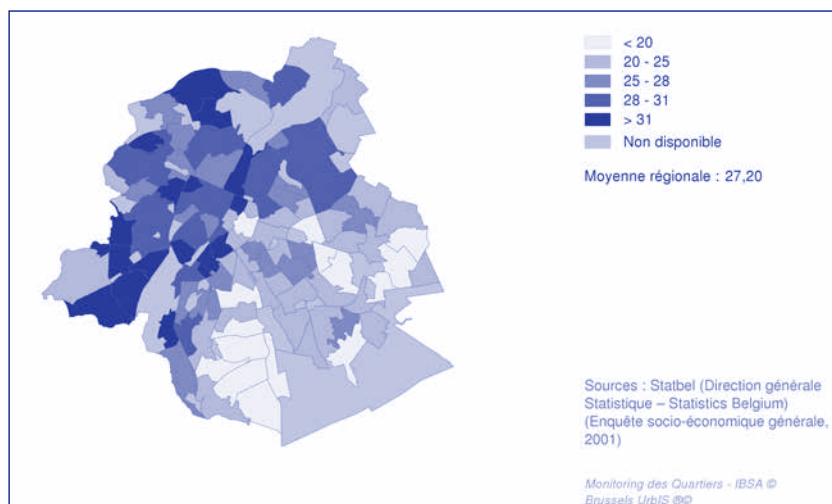 < 20
20 - 25
25 - 28
28 - 31
> 31
Non disponible
Moyenne régionale : 27,20
Sources : Statbel (Direction générale
Statistique – Statistics Belgium)
(Enquête socio-économique générale,
2001)
Monitoring des Quartiers - IBSA ©
Brussels UrbIS ®©